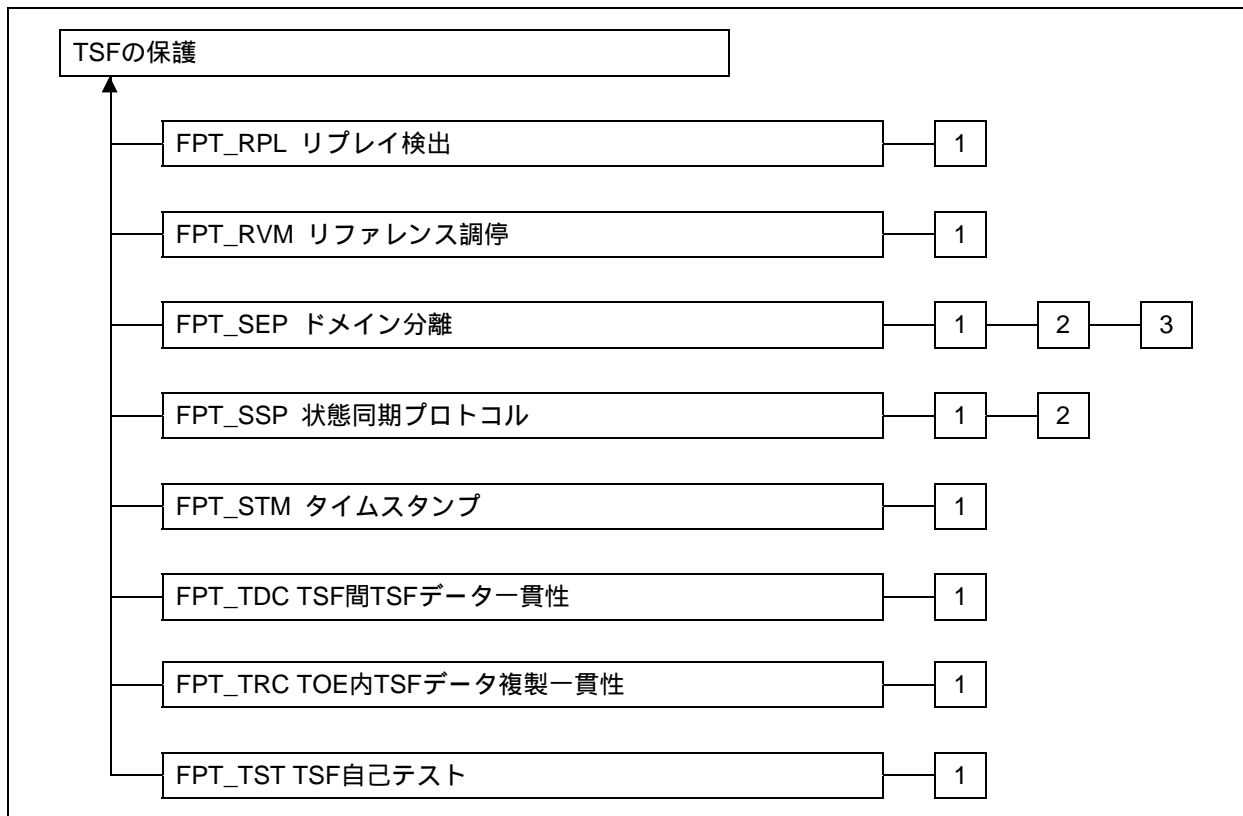 TSFの保護
FPT_RPL リプレイ検出 1
FPT_RVM リファレンス調停 1
FPT_SEP ドメイン分離 1 2 3
FPT_SSP 状態同期プロトコル 1 2
FPT_STM タイムスタンプ 1
FPT_TDC TSF間TSFデータ一貫性 1
FPT_TRC TOE内TSFデータ複製一貫性 1
FPT_TST TSF自己テスト 1